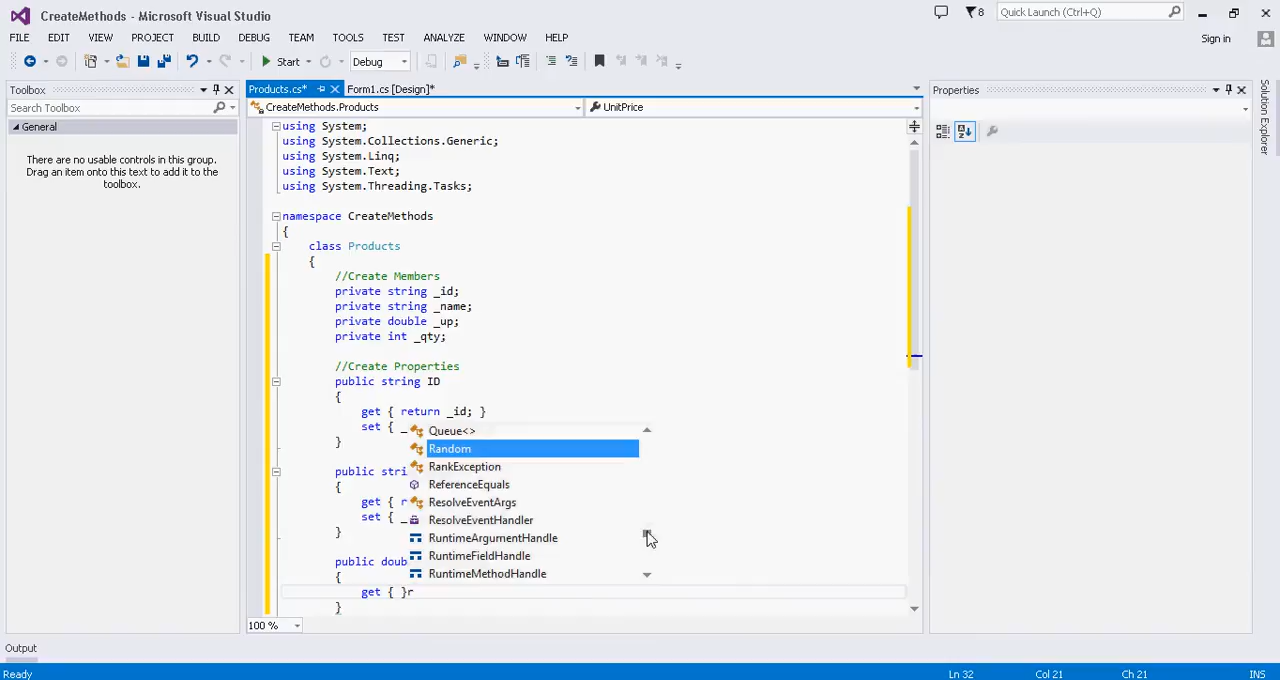 CreateMethods - Microsoft Visual Studio
8
Quick Launch (Ctrl+Q)
FILE EDIT VIEW PROJECT BUILD DEBUG TEAM TOOLS TEST ANALYZE WINDOW HELP
Sign in
Start Debug
Toolbox
Products.cs* Form1.cs [Design]*
Properties
Search Toolbox
CreateMethods.Products UnitPrice
General
There are no usable controls in this group.
Drag an item onto this text to add it to the
toolbox.
Solution Explorer
using System;
using System.Collections.Generic;
using System.Linq;
using System.Text;
using System.Threading.Tasks;
namespace CreateMethods
{
class Products
{
//Create Members
private string _id;
private string _name;
private double _up;
private int _qty;
//Create Properties
public string ID
{
get { return _id; }
set { _
}
public stri
{
get { r
set { _
}
public doub
{
get { }r
}
Queue<>
Random
RankException
ReferenceEquals
ResolveEventArgs
ResolveEventHandler
RuntimeArgumentHandle
RuntimeFieldHandle
RuntimeMethodHandle
100 %
Output
Ready Ln 32 Col 21 Ch 21 INS